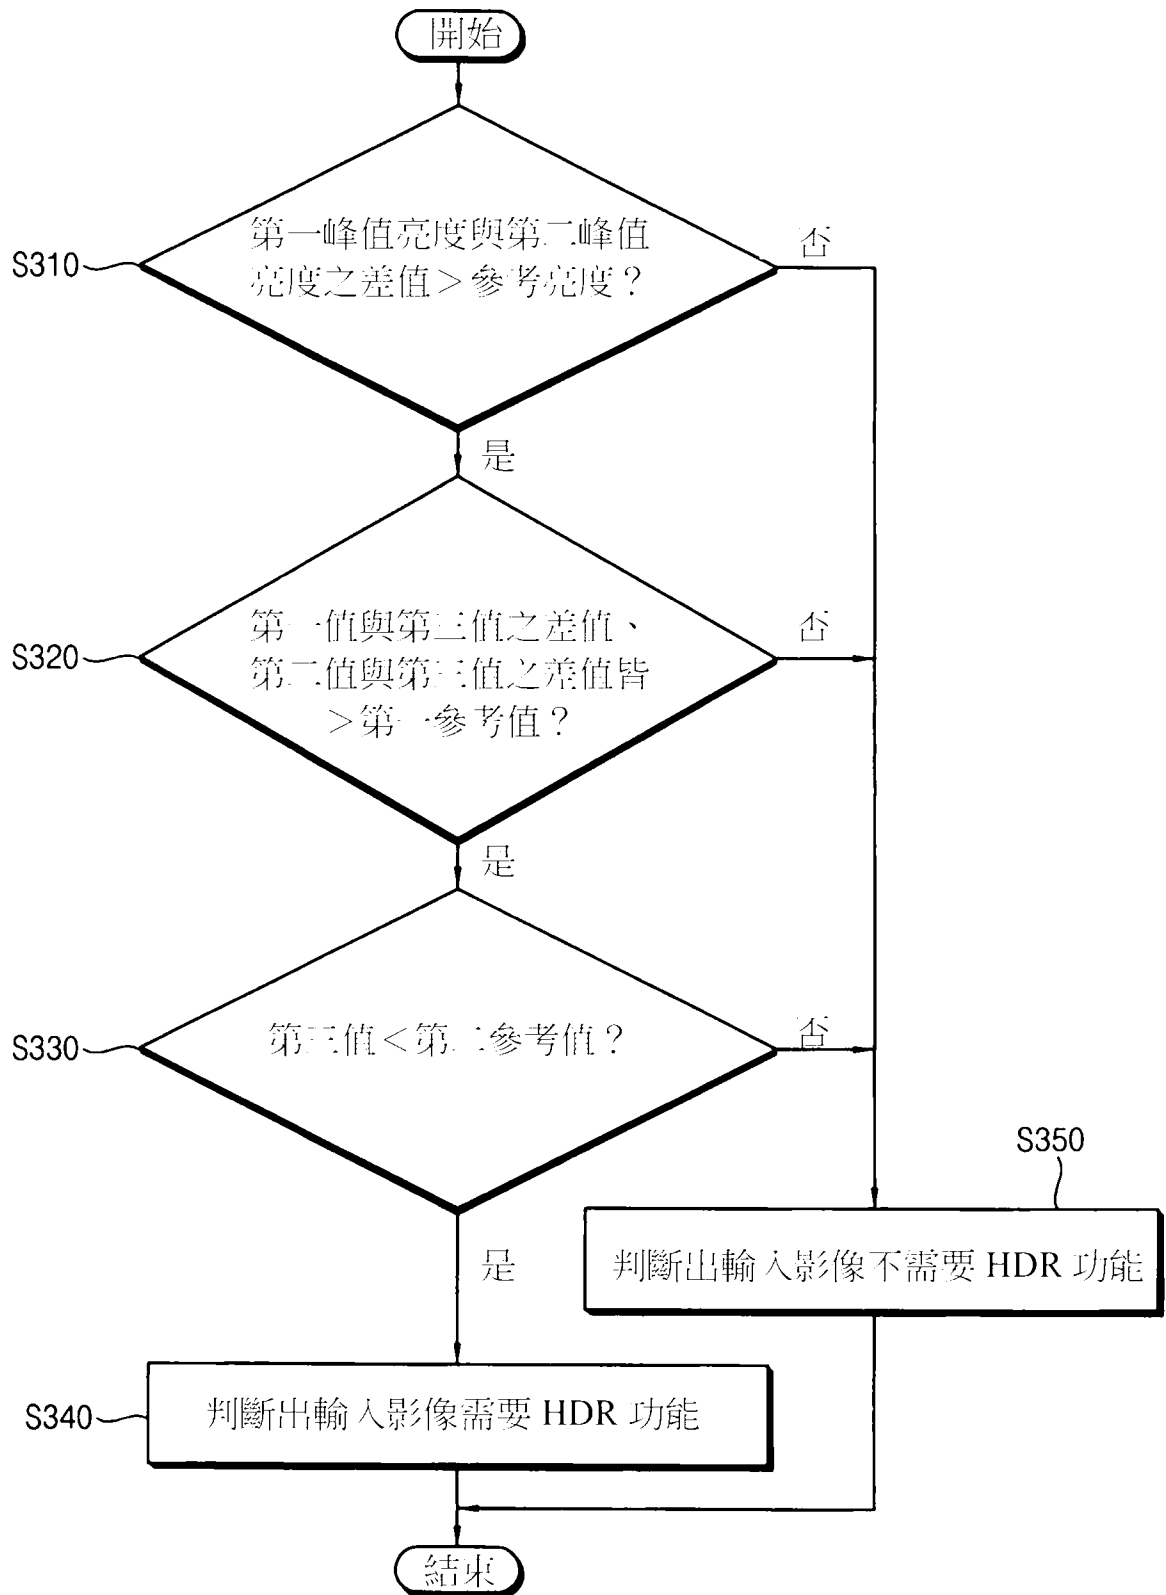 開始
第一峰值亮度與第二峰值
亮度之差值>參考亮度?
S310
否
是
第一值與第三值之差值、
第二值與第三值之差值皆
>第一參考值?
S320
否
是
第三值<第二參考值?
S330
否
S350
是
判斷出輸入影像不需要 HDR 功能
判斷出輸入影像需要 HDR 功能
S340
結束